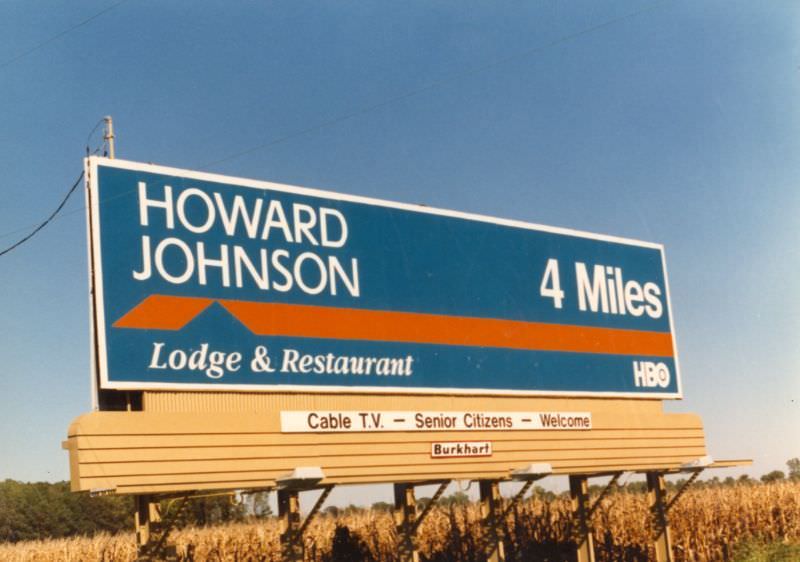 HOWARD
JOHNSON
4 Miles
Lodge & Restaurant
HBO
Cable T.V. — Senior Citizens — Welcome
Burkhart